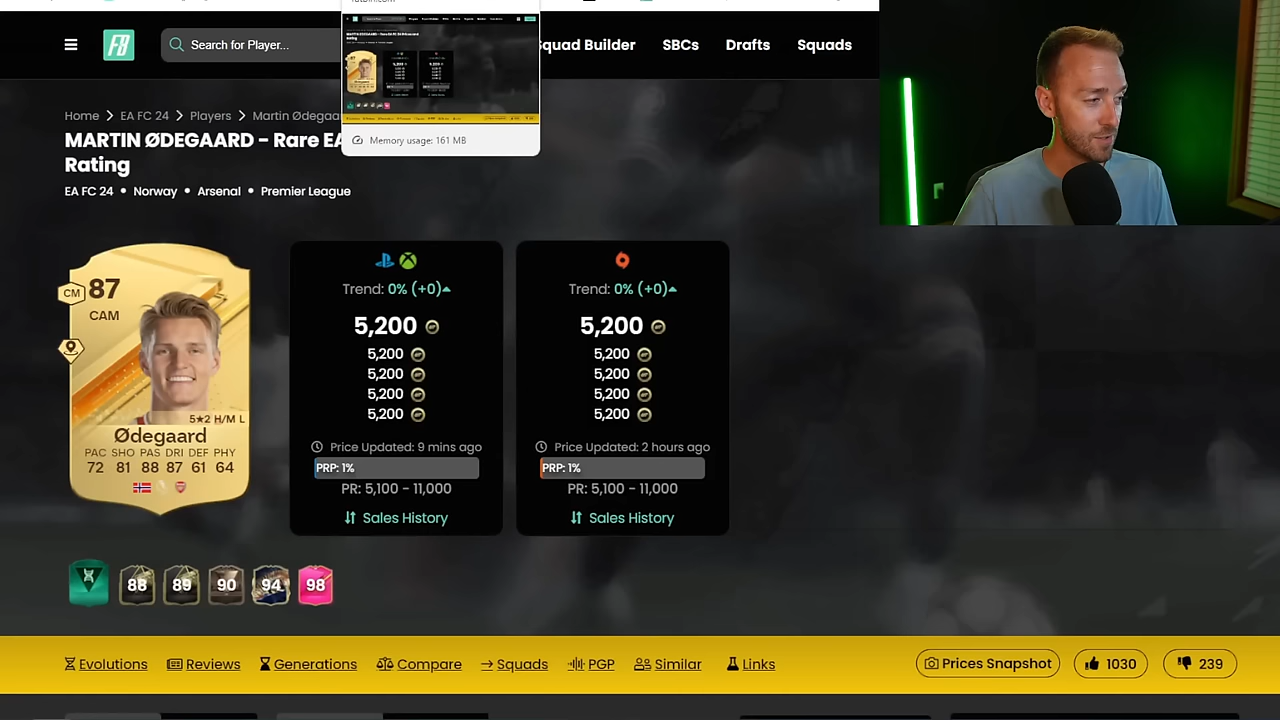 Search for Player...
Squad Builder
SBCs
Drafts
Squads
Memory usage: 161 MB
Home
EA FC 24
Players
Martin Ødegaa
MARTIN ØDEGAARD - Rare EA
Rating
EA FC 24 • Norway • Arsenal • Premier League
CM
87
CAM
5★2 H/M L
Ødegaard
PAC SHO PAS DRI DEF PHY
72 81 88 87 61 64
Trend: 0% (+0)
5,200
5,200
5,200
5,200
5,200
Price Updated: 9 mins ago
PRP: 1%
PR: 5,100 - 11,000
Sales History
Trend: 0% (+0)
5,200
5,200
5,200
5,200
5,200
Price Updated: 2 hours ago
PRP: 1%
PR: 5,100 - 11,000
Sales History
88
89
90
94
98
Evolutions
Reviews
Generations
Compare
Squads
PGP
Similar
Links
Prices Snapshot
1030
239